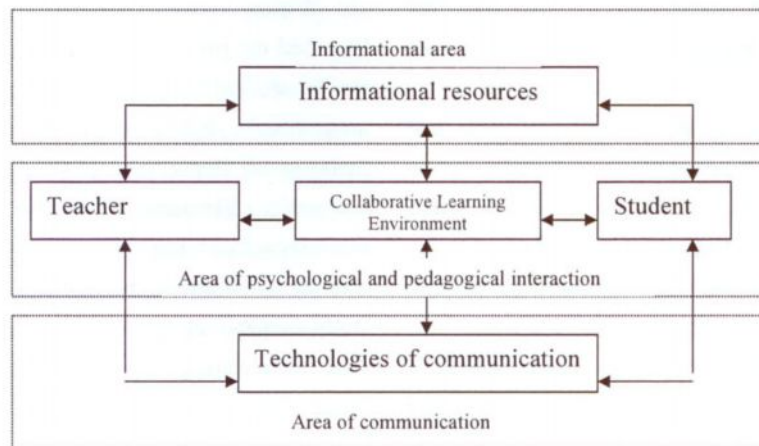 Informational area
Informational resources
Teacher
Collaborative Learning
Environment
Student
Area of psychological and pedagogical interaction
Technologies of communication
Area of communication